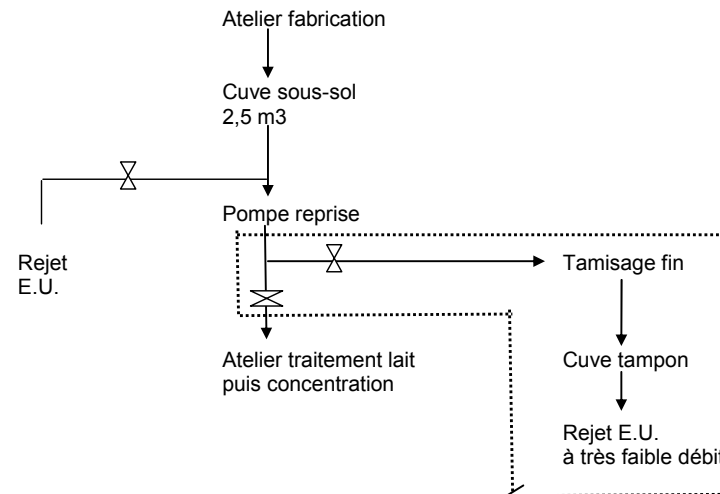 Atelier fabrication
Cuve sous-sol
2,5 m3
Pompe reprise
Rejet
E.U.
Tamisage fin
Atelier traitement lait
puis concentration
Cuve tampon
Rejet E.U.
à très faible débit